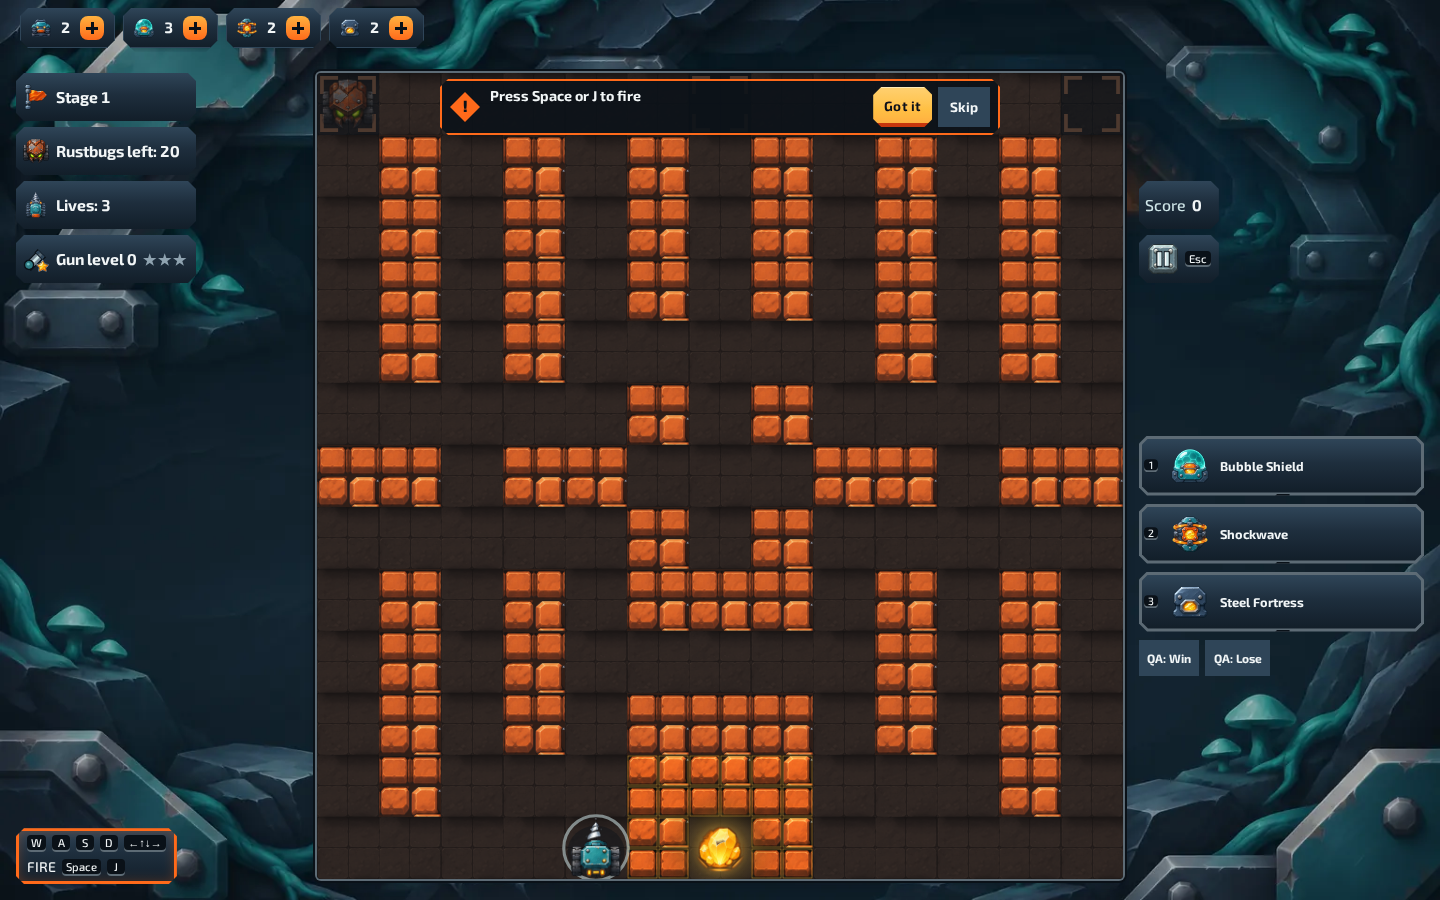 2 3 2 2
Stage 1
Rustbugs left: 20
Lives: 3
Gun level 0
! Press Space or J to fire Got it Skip
Score 0
Esc
1 Bubble Shield
2 Shockwave
3 Steel Fortress
QA: Win QA: Lose
W A S D ←↑↓→
FIRE Space J